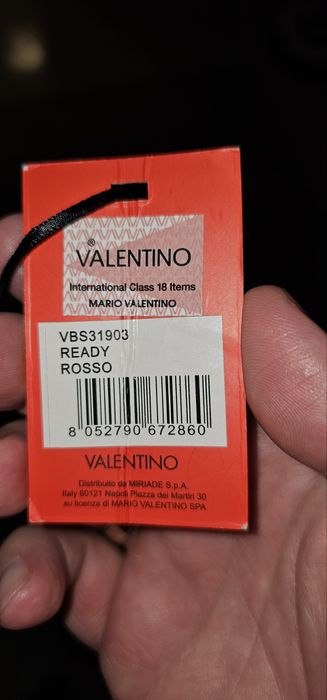 ®
VALENTINO
International Class 18 Items
MARIO VALENTINO
VBS31903
READY
ROSSO
8 052790 672860
VALENTINO
Distribuito da MIRIADE S.p.A.
Italy 80121 Napoli Piazza dei Martiri 30
su licenza di MARIO VALENTINO SPA